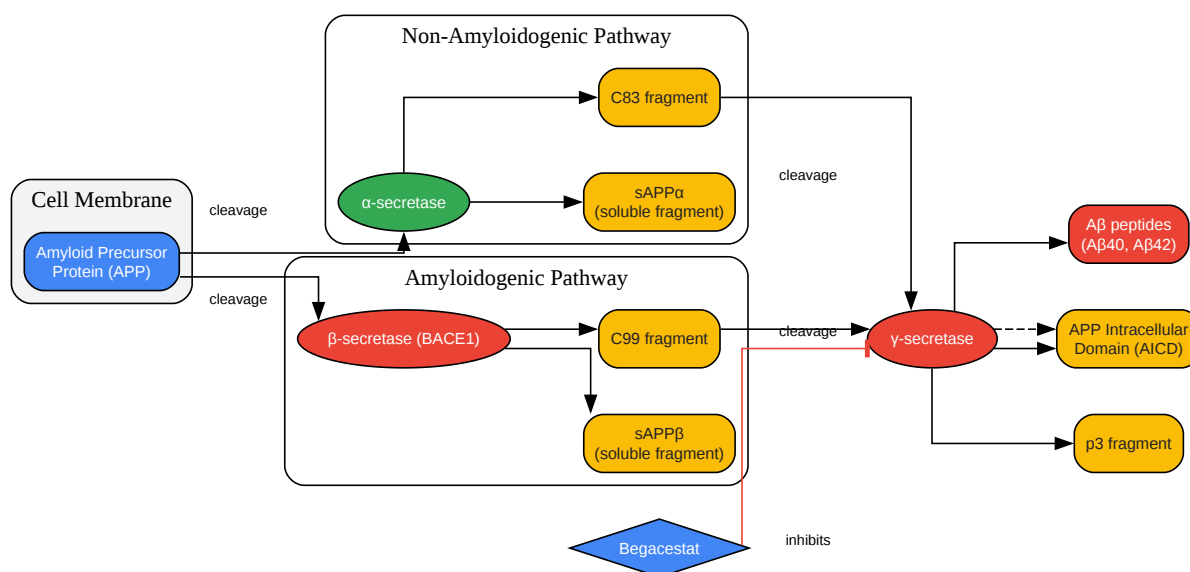 Non-Amyloidogenic Pathway
C83 fragment
α-secretase
sAPPα
(soluble fragment)
cleavage
Cell Membrane
Amyloid Precursor
Protein (APP)
cleavage
cleavage
Amyloidogenic Pathway
β-secretase (BACE1)
C99 fragment
sAPPβ
(soluble fragment)
cleavage
γ-secretase
Aβ peptides
(Aβ40, Aβ42)
APP Intracellular
Domain (AICD)
p3 fragment
Begacestat
inhibits